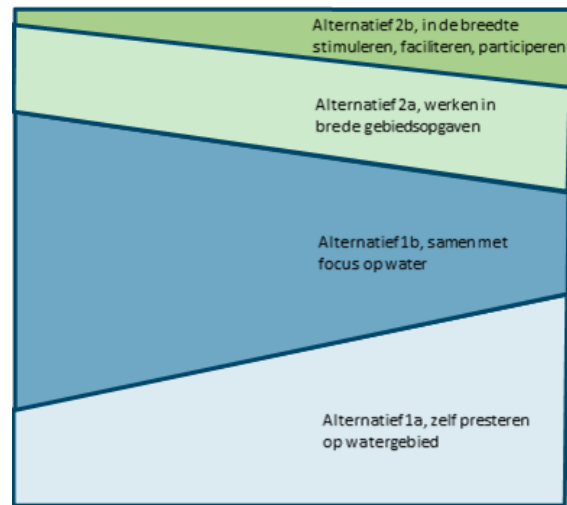 Alternatief 2b, in de breedte
stimuleren, faciliteren, participeren
Alternatief 2a, werken in
brede gebiedsopgaven
Alternatief 1b, samen met
focus op water
Alternatief 1a, zelf presteren
op watergebied